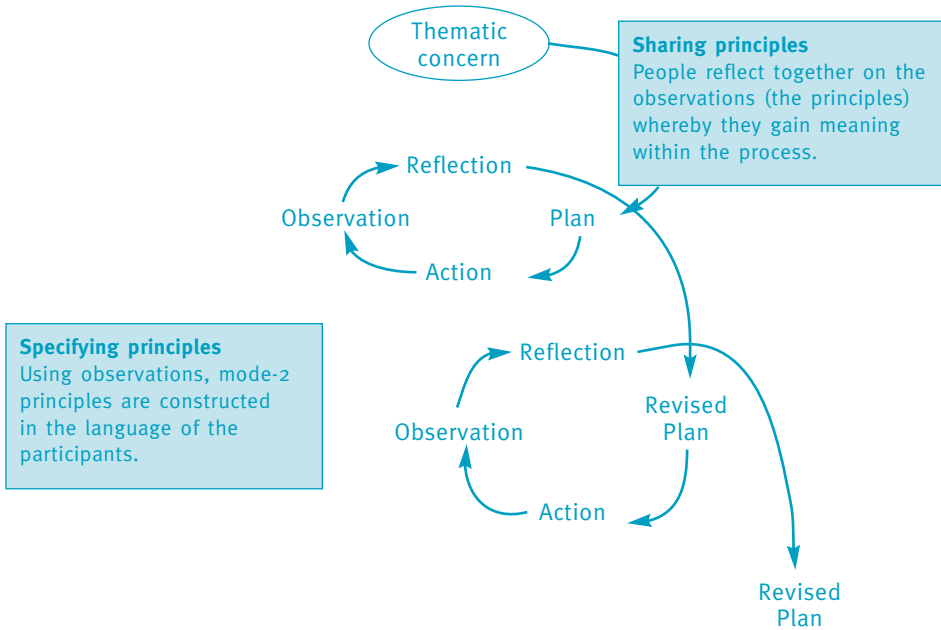 Thematic
concern
Sharing principles
People reflect together on the
observations (the principles)
whereby they gain meaning
within the process.
Reflection
Observation
Plan
Action
Specifying principles
Using observations, mode-2
principles are constructed
in the language of the
participants.
Reflection
Revised
Plan
Observation
Action
Revised
Plan